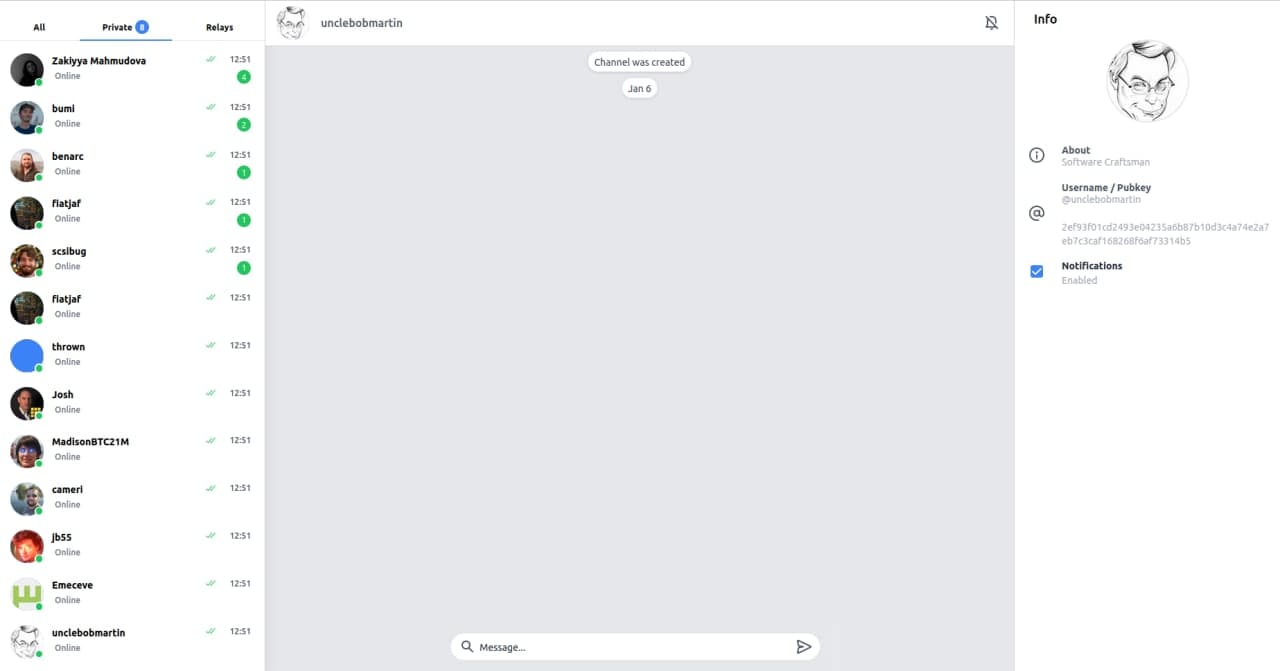 All
Private 8
Relays
Zakiyya Mahmudova 12:51
Online 4
bumi 12:51
Online 2
benarc 12:51
Online 1
fiatjaf 12:51
Online 1
scsibug 12:51
Online 1
fiatjaf 12:51
Online
thrown 12:51
Online
Josh 12:51
Online
MadisonBTC21M 12:51
Online
cameri 12:51
Online
jb55 12:51
Online
Emeceve 12:51
Online
unclebobmartin 12:51
Online
unclebobmartin
Channel was created
Jan 6
Message...
Info
About
Software Craftsman
Username / Pubkey
@unclebobmartin
2ef93f01cd2493e04235a6b87b10d3c4a74e2a7
eb7c3caf168268f6af73314b5
Notifications
Enabled